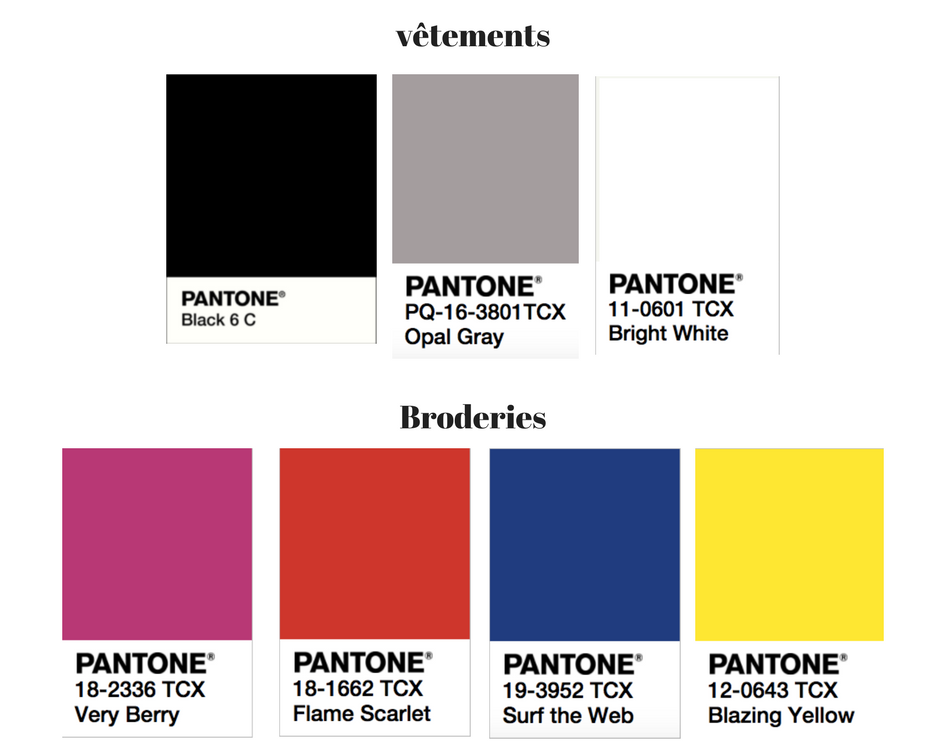 vêtements
PANTONE®
Black 6 C
PANTONE®
PQ-16-3801TCX
Opal Gray
PANTONE®
11-0601 TCX
Bright White
Broderies
PANTONE®
18-2336 TCX
Very Berry
PANTONE®
18-1662 TCX
Flame Scarlet
PANTONE®
19-3952 TCX
Surf the Web
PANTONE®
12-0643 TCX
Blazing Yellow